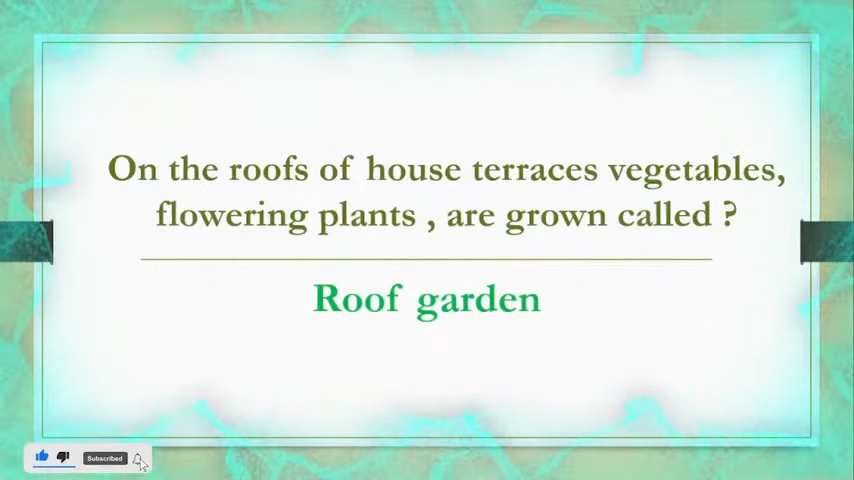 On the roofs of house terraces vegetables,
flowering plants , are grown called ?
Roof garden
Subscribed